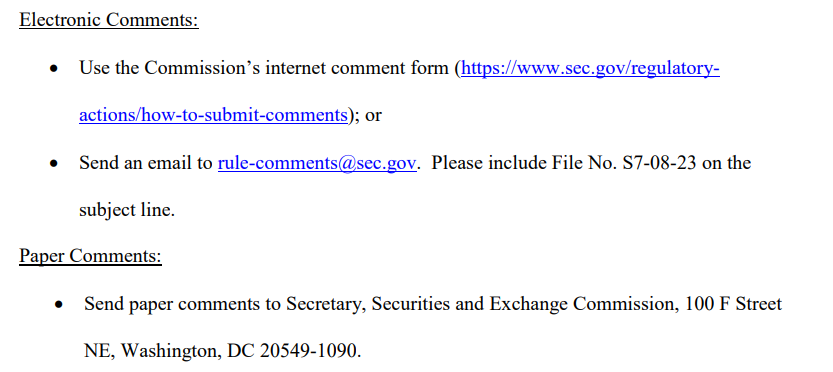 Electronic Comments:
• Use the Commission’s internet comment form (https://www.sec.gov/regulatory-
actions/how-to-submit-comments); or
• Send an email to rule-comments@sec.gov.  Please include File No. S7-08-23 on the
subject line.
Paper Comments:
• Send paper comments to Secretary, Securities and Exchange Commission, 100 F Street
NE, Washington, DC 20549-1090.